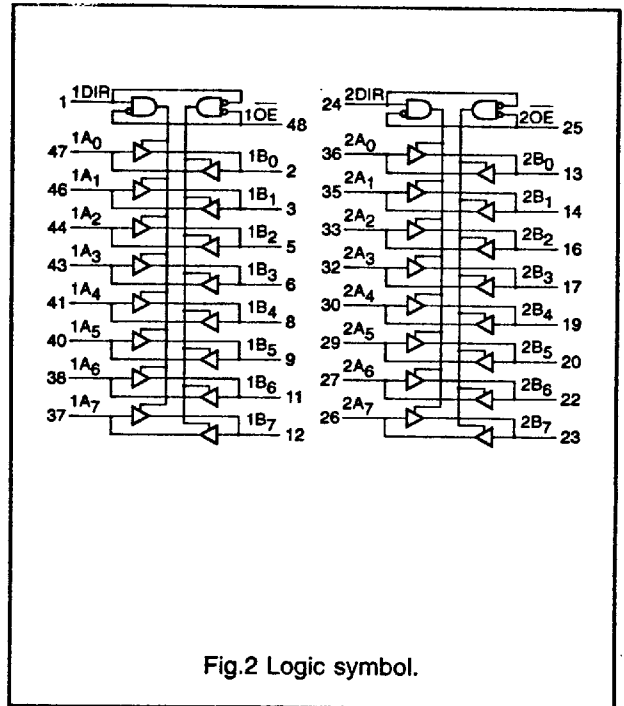 1DIR
1
1OE
48
1A0
47
1B0
2
1A1
46
1B1
3
1A2
44
1B2
5
1A3
43
1B3
6
1A4
41
1B4
8
1A5
40
1B5
9
1A6
38
1B6
11
1A7
37
1B7
12
2DIR
24
2OE
25
2A0
36
2B0
13
2A1
35
2B1
14
2A2
33
2B2
16
2A3
32
2B3
17
2A4
30
2B4
19
2A5
29
2B5
20
2A6
27
2B6
22
2A7
26
2B7
23
Fig.2 Logic symbol.